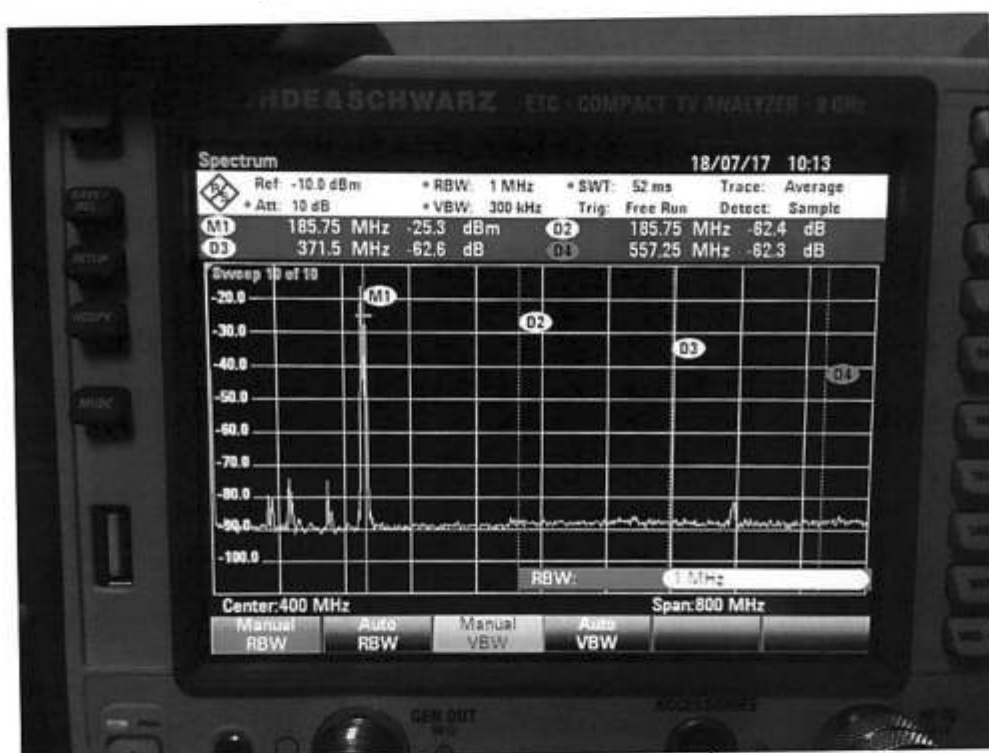 HDE&SCHWARZ ETC · COMPACT TV ANALYZER · 8 GHz
Spectrum 18/07/17 10:13
Ref: -10.0 dBm • RBW: 1 MHz • SWT: 52 ms Trace: Average
• Att: 10 dB • VBW: 300 kHz Trig: Free Run Detect: Sample
M1 185.75 MHz -25.3 dBm D2 185.75 MHz -62.4 dB
D3 371.5 MHz -62.6 dB D4 557.25 MHz -62.3 dB
Sweep 10 of 10
-20.0
M1
-30.0
D2
D3
-40.0
D4
-50.0
-60.0
-70.0
-80.0
-90.0
-100.0
RBW: 1 MHz
Center:400 MHz Span:800 MHz
Manual Auto Manual Auto
RBW RBW VBW VBW
MODE
SETUP
GEN OUT
ACCESSORIES